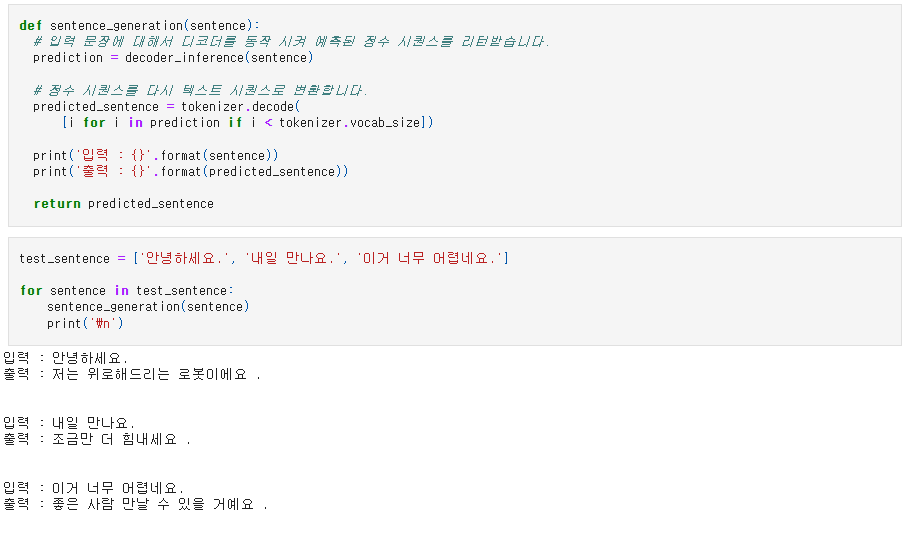 def sentence_generation(sentence):
# 입력 문장에 대해서 디코더를 동작 시켜 예측된 정수 시퀀스를 리턴받습니다.
prediction = decoder_inference(sentence)
# 정수 시퀀스를 다시 텍스트 시퀀스로 변환합니다.
predicted_sentence = tokenizer.decode(
[i for i in prediction if i < tokenizer.vocab_size])
print('입력 : {}'.format(sentence))
print('출력 : {}'.format(predicted_sentence))
return predicted_sentence
test_sentence = ['안녕하세요.', '내일 만나요.', '이거 너무 어렵네요.']
for sentence in test_sentence:
sentence_generation(sentence)
print('₩n')
입력 : 안녕하세요.
출력 : 저는 위로해드리는 로봇이에요 .
입력 : 내일 만나요.
출력 : 조금만 더 힘내세요 .
입력 : 이거 너무 어렵네요.
출력 : 좋은 사람 만날 수 있을 거예요 .